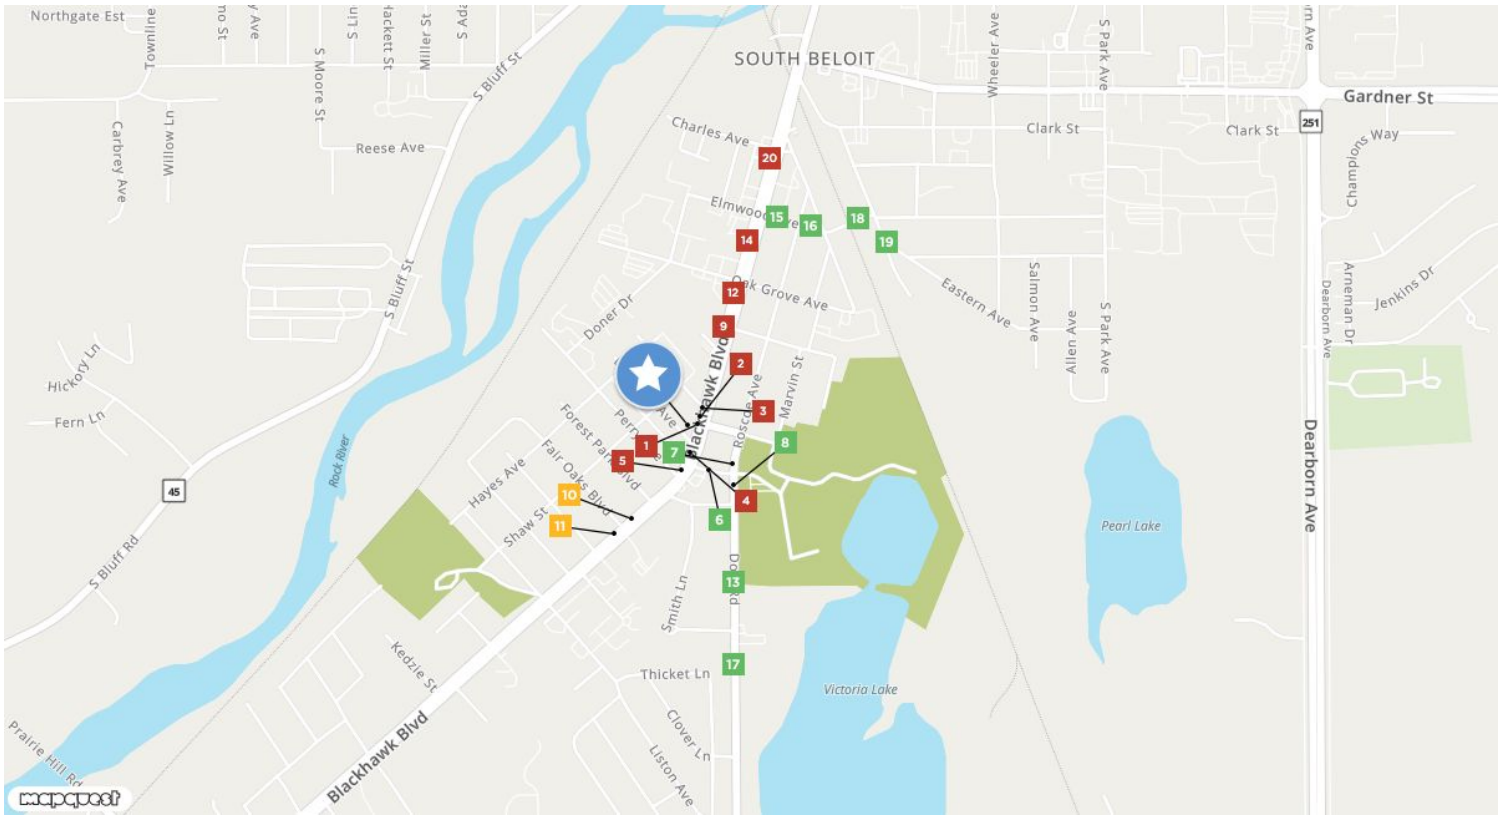 Northgate Est
Townline
S Lin
Hackett St
Miller St
S Ada
SOUTH BELOIT
S Moore St
S Bluff St
Wheeler Ave
S Park Ave
Gardner St
251
Carbrey Ave
Willow Ln
Reese Ave
Charles Ave
Clark St
Clark St
Champions Way
20
Elmwood Ave
15
16
18
19
14
S Bluff St
12
Oak Grove Ave
Eastern Ave
Salmon Ave
Allen Ave
S Park Ave
Dearborn Ave
Arneman Dr
Jenkins Dr
Doner Dr
9
2
Hickory Ln
Fern Ln
Blackhawk Blvd
Roscoe Ave
Marvin St
3
Ave
Forest Park Blvd
1
7
8
5
Rock River
Fair Oaks Blvd
Hayes Ave
10
4
45
11
Shaw St
6
Pearl Lake
Dearborn Ave
S Bluff Rd
13
Smith Ln
17
Kedzie St
Thicket Ln
Victoria Lake
Clover Ln
Blackhawk Blvd
Liston Ave
Prairie Hill Rd
mapquest